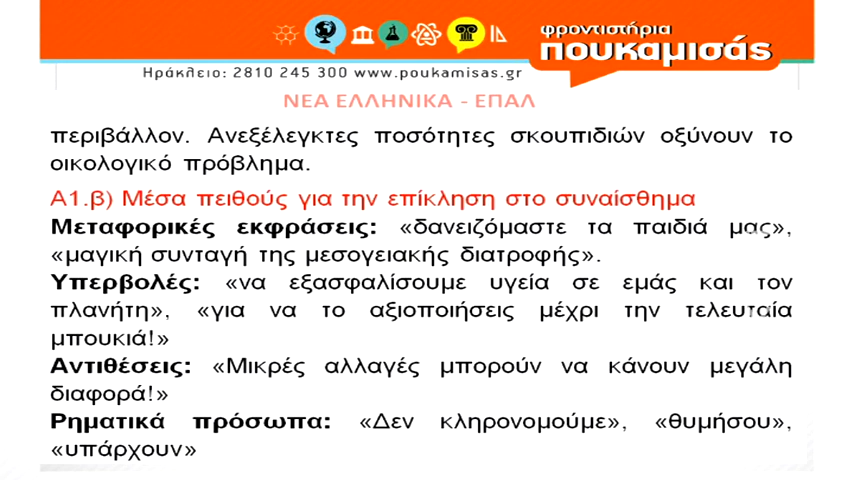 φροντιστήρια
πουκαμισάς
Ηράκλειο: 2810 245 300 www.poukamisas.gr
ΝΕΑ ΕΛΛΗΝΙΚΑ - ΕΠΑΛ
περιβάλλον. Ανεξέλεγκτες ποσότητες σκουπιδιών οξύνουν το
οικολογικό πρόβλημα.
Α1.β) Μέσα πειθούς για την επίκληση στο συναίσθημα
Μεταφορικές εκφράσεις: «δανειζόμαστε τα παιδιά μας»,
«μαγική συνταγή της μεσογειακής διατροφής».
Υπερβολές: «να εξασφαλίσουμε υγεία σε εμάς και τον
πλανήτη», «για να το αξιοποιήσεις μέχρι την τελευταία
μπουκιά!»
Αντιθέσεις: «Μικρές αλλαγές μπορούν να κάνουν μεγάλη
διαφορά!»
Ρηματικά πρόσωπα: «Δεν κληρονομούμε», «θυμήσου»,
«υπάρχουν»